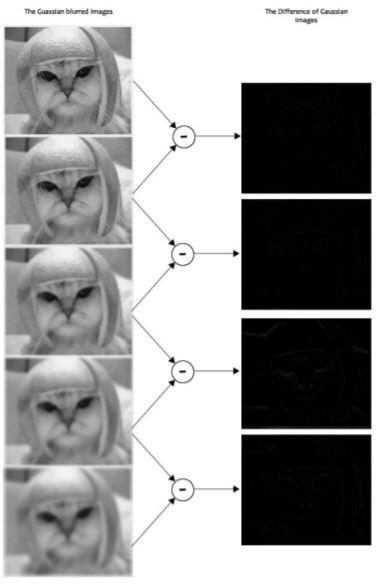 The Guassian blurred Images
The Difference of Gaussian
Images
-
-
-
-